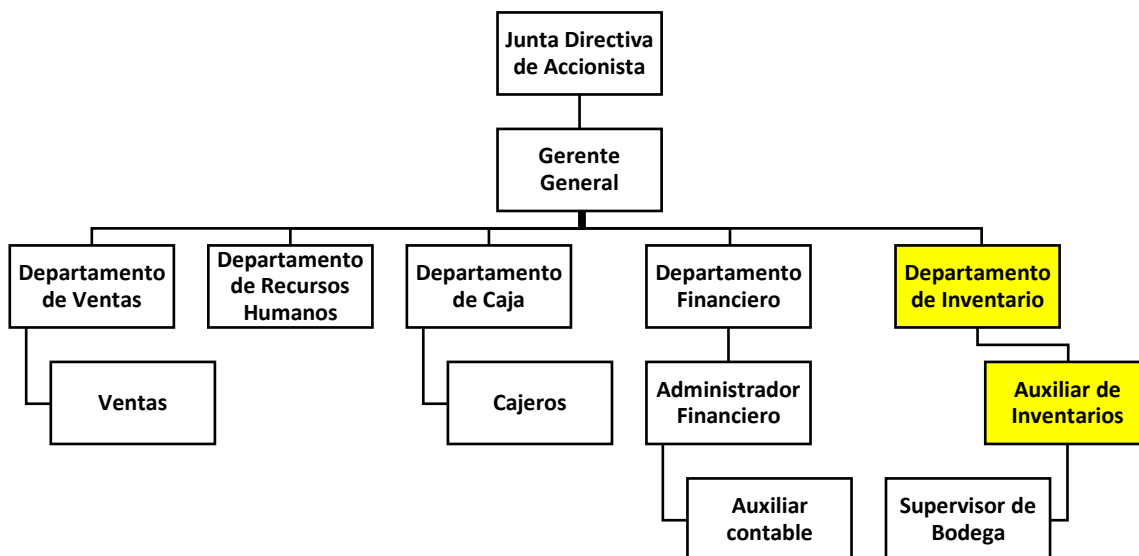 Junta Directiva
de Accionista
Gerente
General
Departamento
de Ventas
Departamento
de Recursos
Humanos
Departamento
de Caja
Departamento
Financiero
Departamento
de Inventario
Ventas
Cajeros
Administrador
Financiero
Auxiliar de
Inventarios
Auxiliar
contable
Supervisor de
Bodega